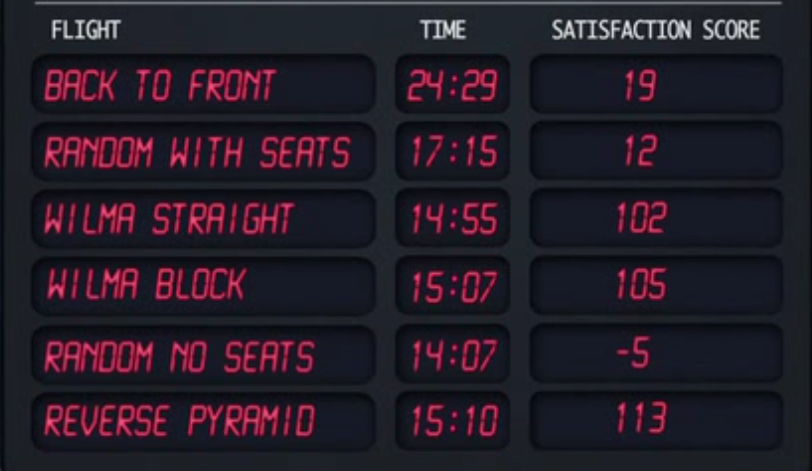 FLIGHT TIME SATISFACTION SCORE
BACK TO FRONT 24:29 19
RANDOM WITH SEATS 17:15 12
WILMA STRAIGHT 14:55 102
WILMA BLOCK 15:07 105
RANDOM NO SEATS 14:07 -5
REVERSE PYRAMID 15:10 113